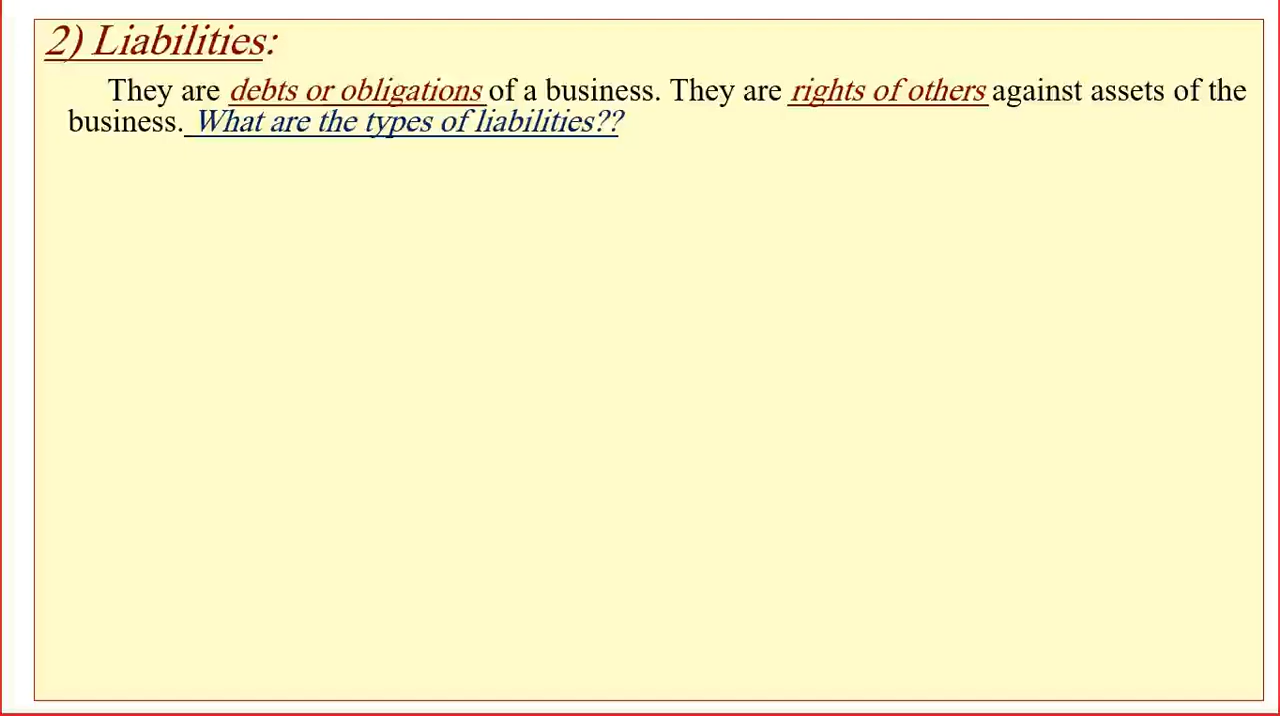 2) Liabilities:
They are debts or obligations of a business. They are rights of others against assets of the
business. What are the types of liabilities??